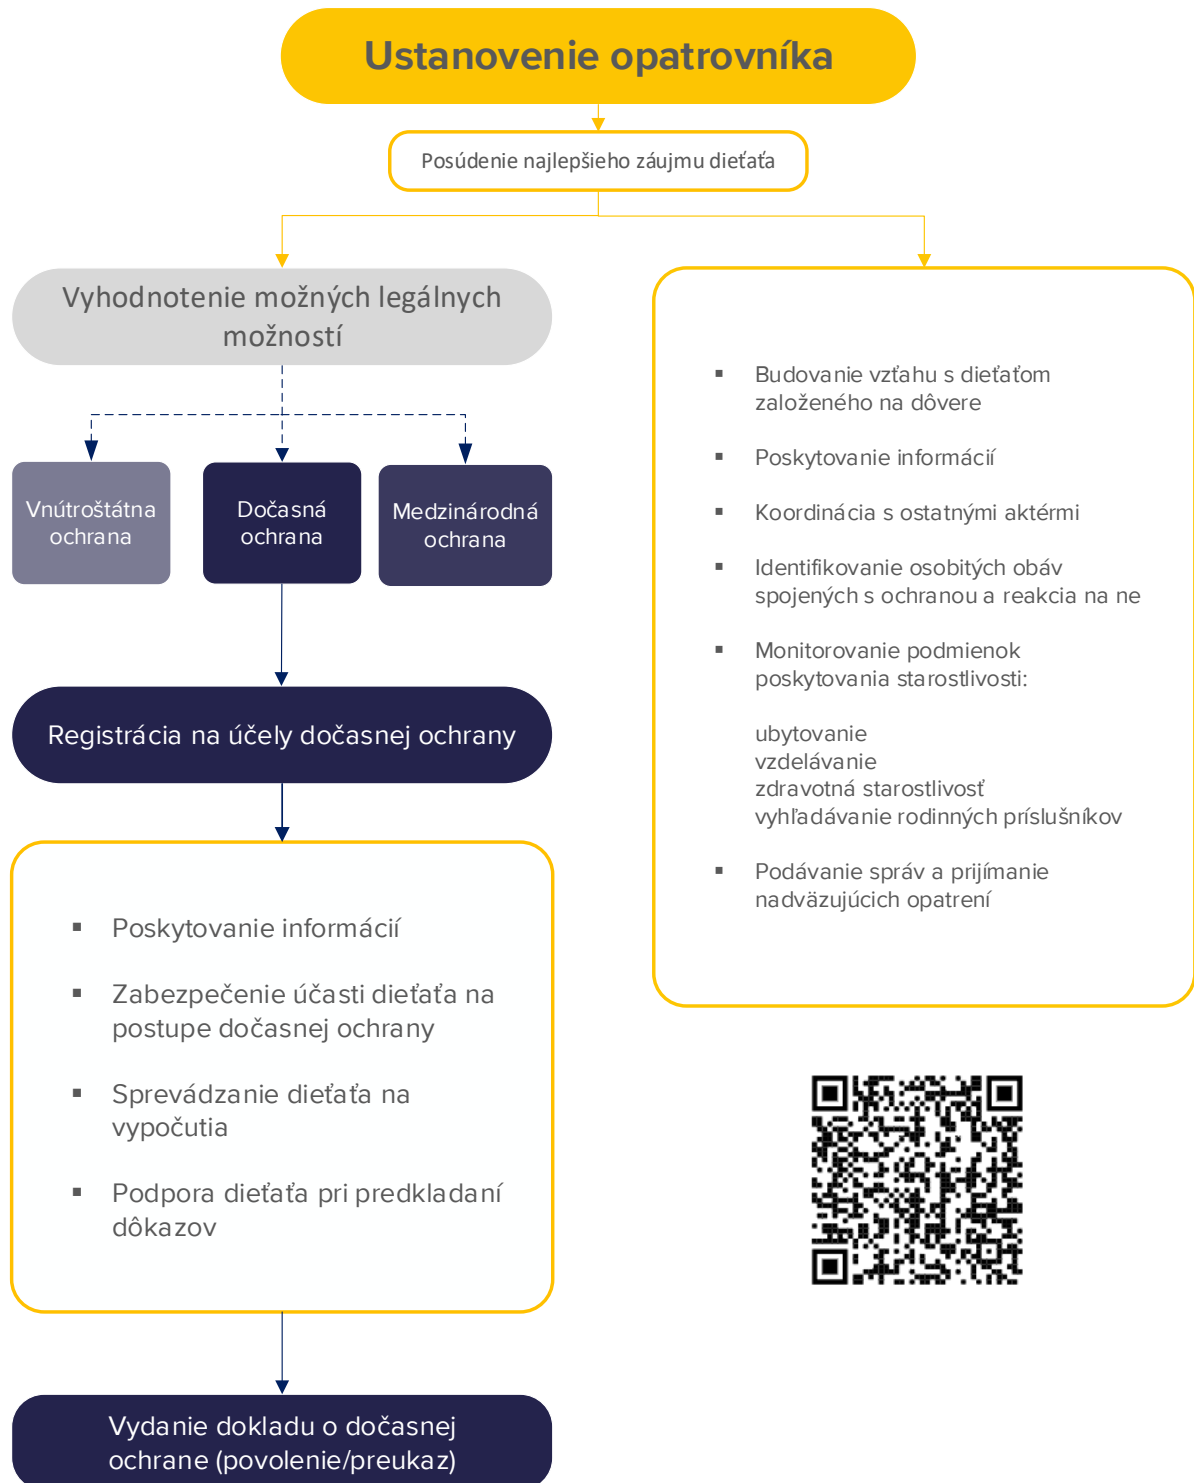 Ustanovenie opatrovníka
Posúdenie najlepšieho záujmu dieťaťa
Vyhodnotenie možných legálnych
možností
Vnútroštátna
ochrana
Dočasná
ochrana
Medzinárodná
ochrana
Registrácia na účely dočasnej ochrany
▪ Poskytovanie informácií
▪ Zabezpečenie účasti dieťaťa na
postupe dočasnej ochrany
▪ Sprevádzanie dieťaťa na
vypočutia
▪ Podpora dieťaťa pri predkladaní
dôkazov
Vydanie dokladu o dočasnej
ochrane (povolenie/preukaz)
▪ Budovanie vzťahu s dieťaťom
založeného na dôvere
▪ Poskytovanie informácií
▪ Koordinácia s ostatnými aktérmi
▪ Identifikovanie osobitých obáv
spojených s ochranou a reakcia na ne
▪ Monitorovanie podmienok
poskytovania starostlivosti:
ubytovanie
vzdelávanie
zdravotná starostlivosť
vyhľadávanie rodinných príslušníkov
▪ Podávanie správ a prijímanie
nadväzujúcich opatrení